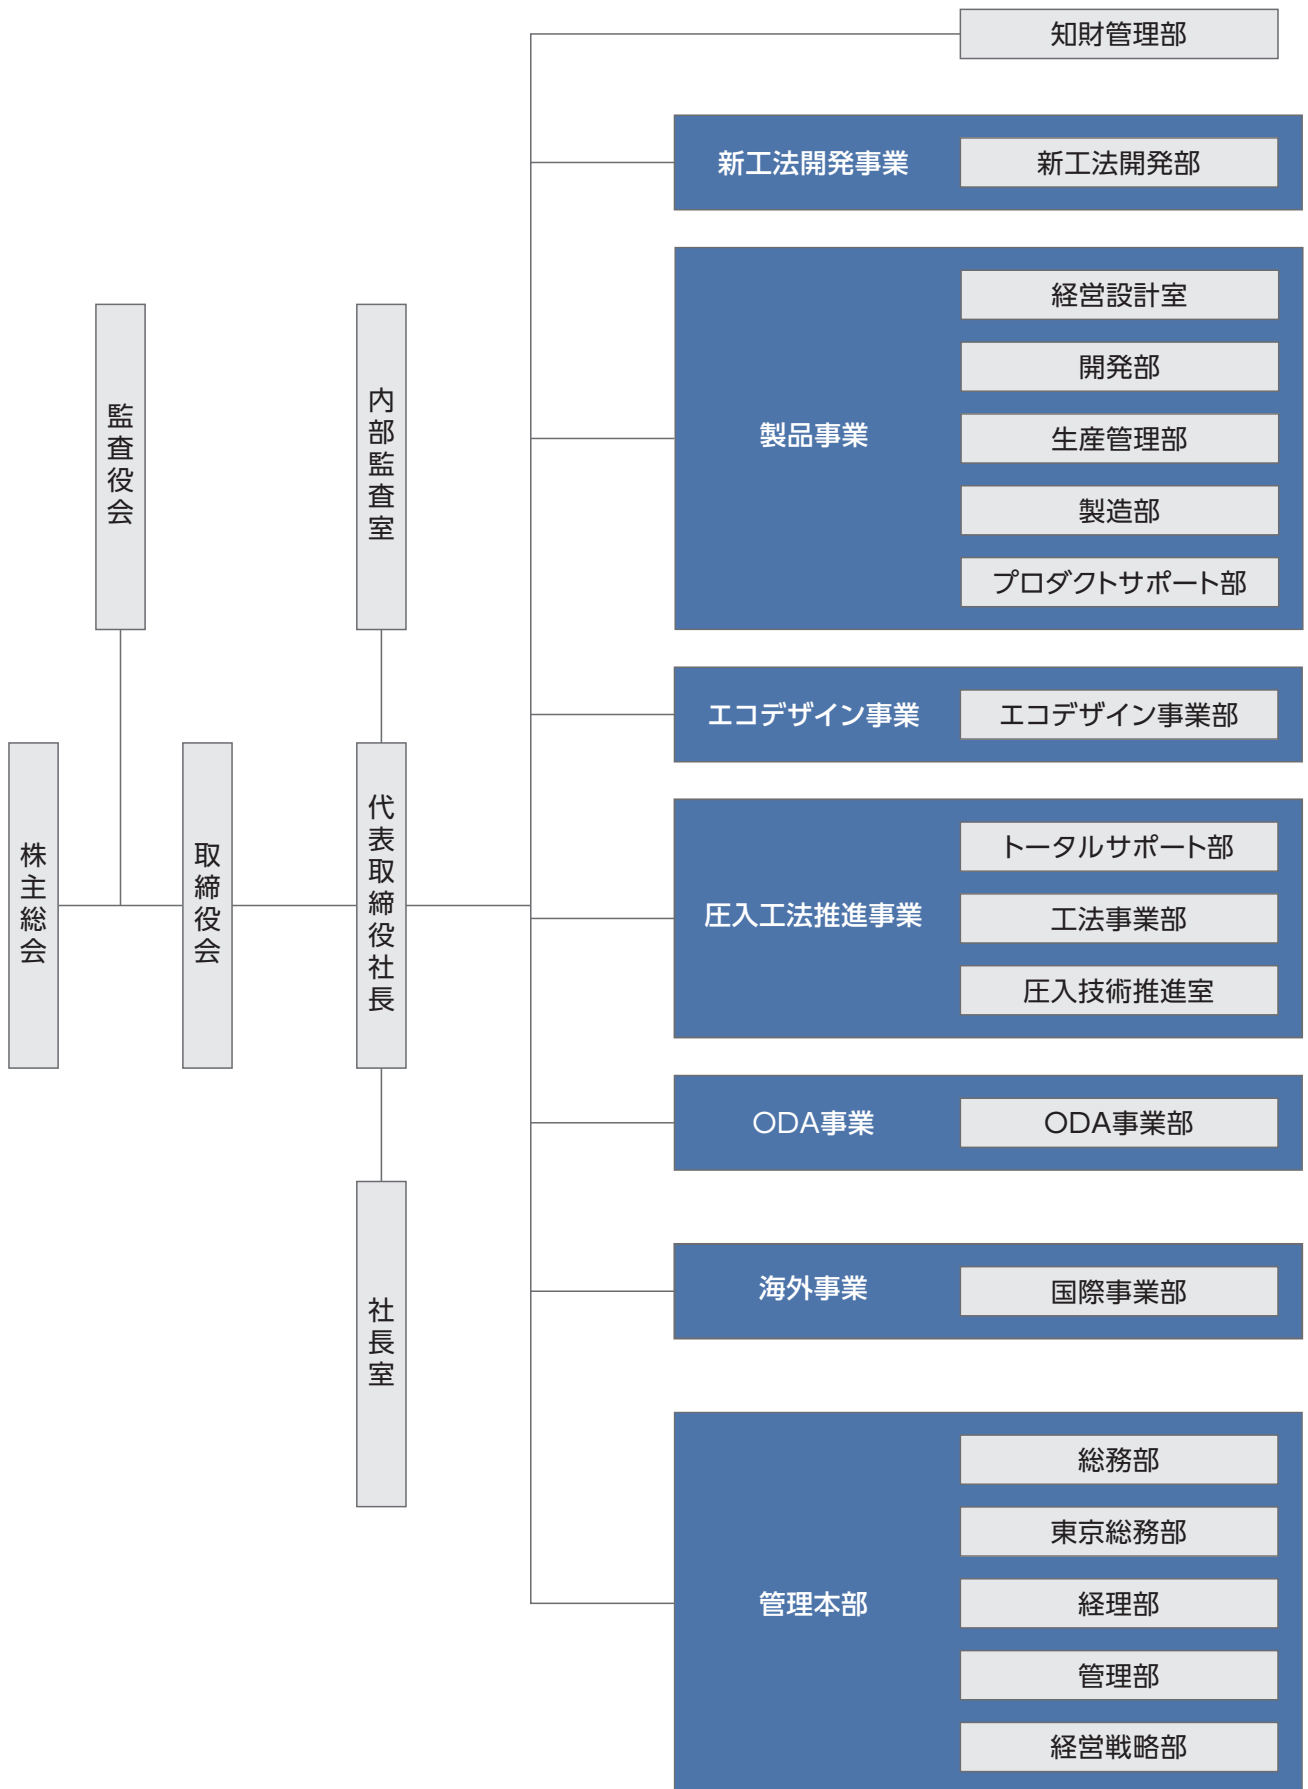 株主総会
監査役会
取締役会
内部監査室
代表取締役社長
社長室
知財管理部
新工法開発事業
新工法開発部
製品事業
経営設計室
開発部
生産管理部
製造部
プロダクトサポート部
エコデザイン事業
エコデザイン事業部
圧入工法推進事業
トータルサポート部
工法事業部
圧入技術推進室
ODA事業
ODA事業部
海外事業
国際事業部
管理本部
総務部
東京総務部
経理部
管理部
経営戦略部